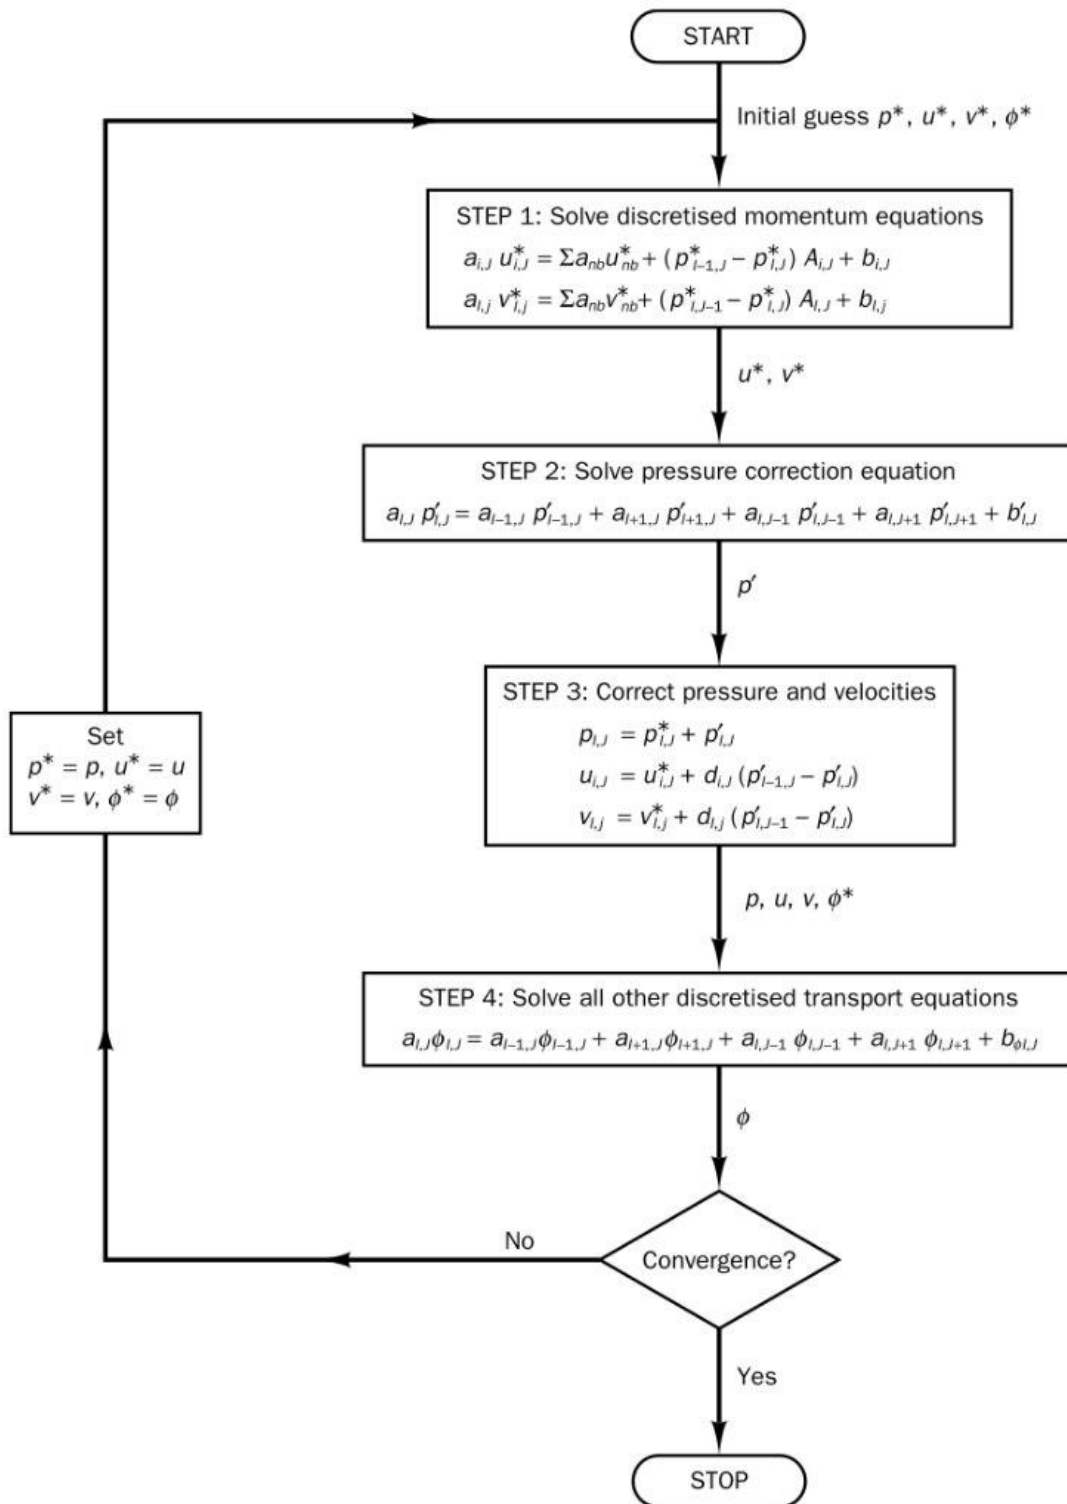 START
Initial guess p*, u*, v*, ϕ*
STEP 1: Solve discretised momentum equations
a_{i,J} u*_{i,J} = Σa_{nb}u*_{nb} + (p*_{I–1,J} – p*_{I,J}) A_{i,J} + b_{i,J}
a_{I,j} v*_{I,j} = Σa_{nb}v*_{nb} + (p*_{I,J–1} – p*_{I,J}) A_{I,J} + b_{I,j}
u*, v*
STEP 2: Solve pressure correction equation
a_{I,J} p′_{I,J} = a_{I–1,J} p′_{I–1,J} + a_{I+1,J} p′_{I+1,J} + a_{I,J–1} p′_{I,J–1} + a_{I,J+1} p′_{I,J+1} + b′_{I,J}
p′
STEP 3: Correct pressure and velocities
p_{I,J} = p*_{I,J} + p′_{I,J}
u_{i,J} = u*_{i,J} + d_{i,J} (p′_{I–1,J} – p′_{I,J})
v_{I,j} = v*_{I,j} + d_{I,j} (p′_{I,J–1} – p′_{I,J})
Set
p* = p, u* = u
v* = v, ϕ* = ϕ
p, u, v, ϕ*
STEP 4: Solve all other discretised transport equations
a_{I,J}ϕ_{I,J} = a_{I–1,J}ϕ_{I–1,J} + a_{I+1,J}ϕ_{I+1,J} + a_{I,J–1} ϕ_{I,J–1} + a_{I,J+1} ϕ_{I,J+1} + b_{ϕI,J}
ϕ
No
Convergence?
Yes
STOP